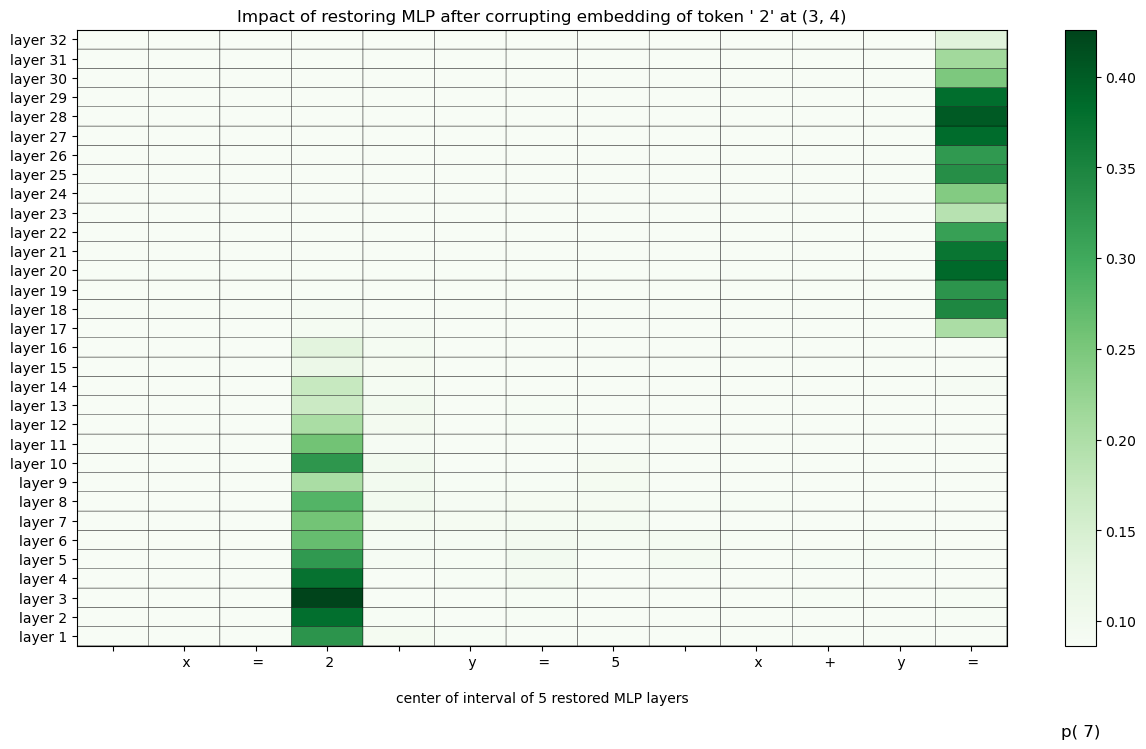 Impact of restoring MLP after corrupting embedding of token ' 2' at (3, 4)
layer 32
layer 31
layer 30
layer 29
layer 28
layer 27
layer 26
layer 25
layer 24
layer 23
layer 22
layer 21
layer 20
layer 19
layer 18
layer 17
layer 16
layer 15
layer 14
layer 13
layer 12
layer 11
layer 10
layer 9
layer 8
layer 7
layer 6
layer 5
layer 4
layer 3
layer 2
layer 1
x = 2 y = 5 x + y =
center of interval of 5 restored MLP layers
0.40
0.35
0.30
0.25
0.20
0.15
0.10
p( 7)